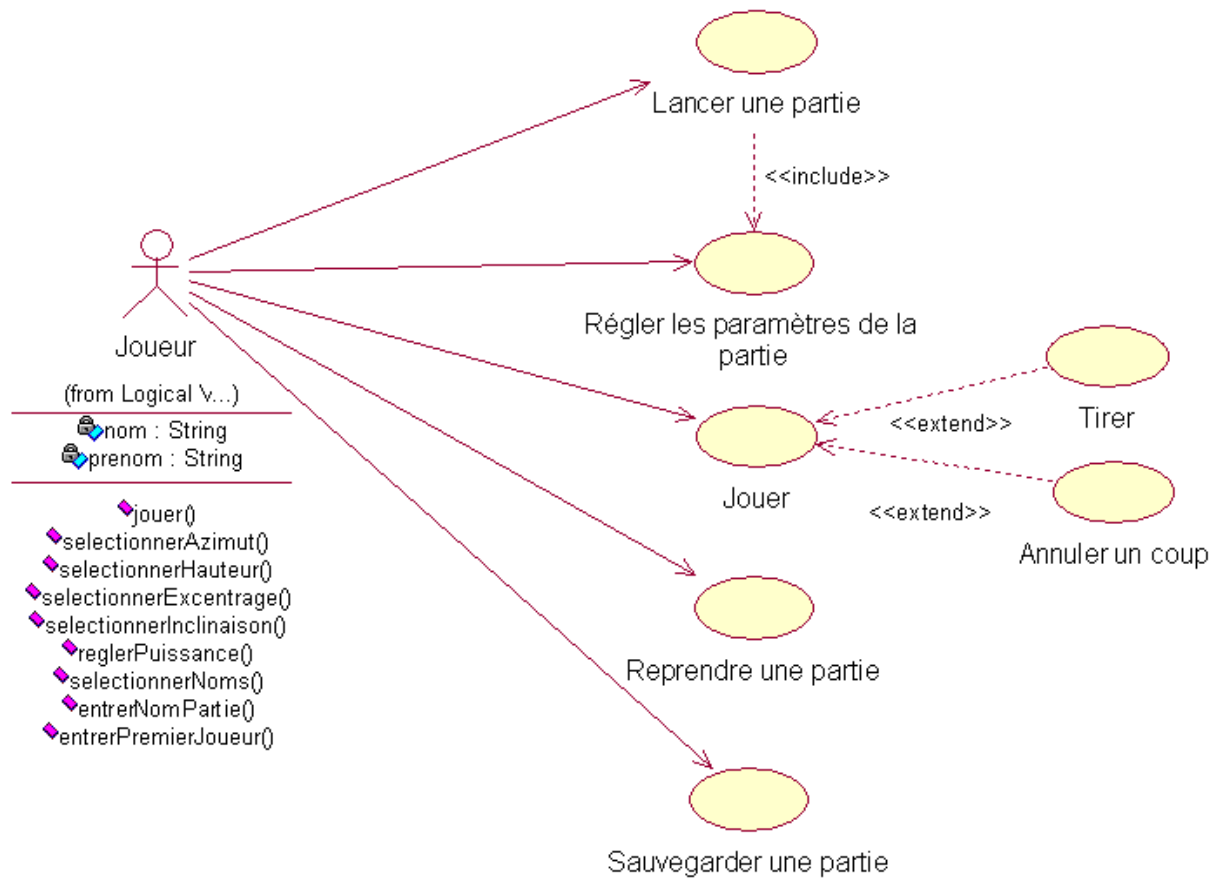 Lancer une partie
<<include>>
Régler les paramètres de la
partie
Joueur
(from Logical V...)
nom : String
prenom : String
jouer()
selectionnerAzimut()
selectionnerHauteur()
selectionnerExcentrage()
selectionnerInclinaison()
reglerPuissance()
selectionnerNoms()
entrerNomPartie()
entrerPremierJoueur()
Tirer
<<extend>>
Jouer
<<extend>>
Annuler un coup
Reprendre une partie
Sauvegarder une partie